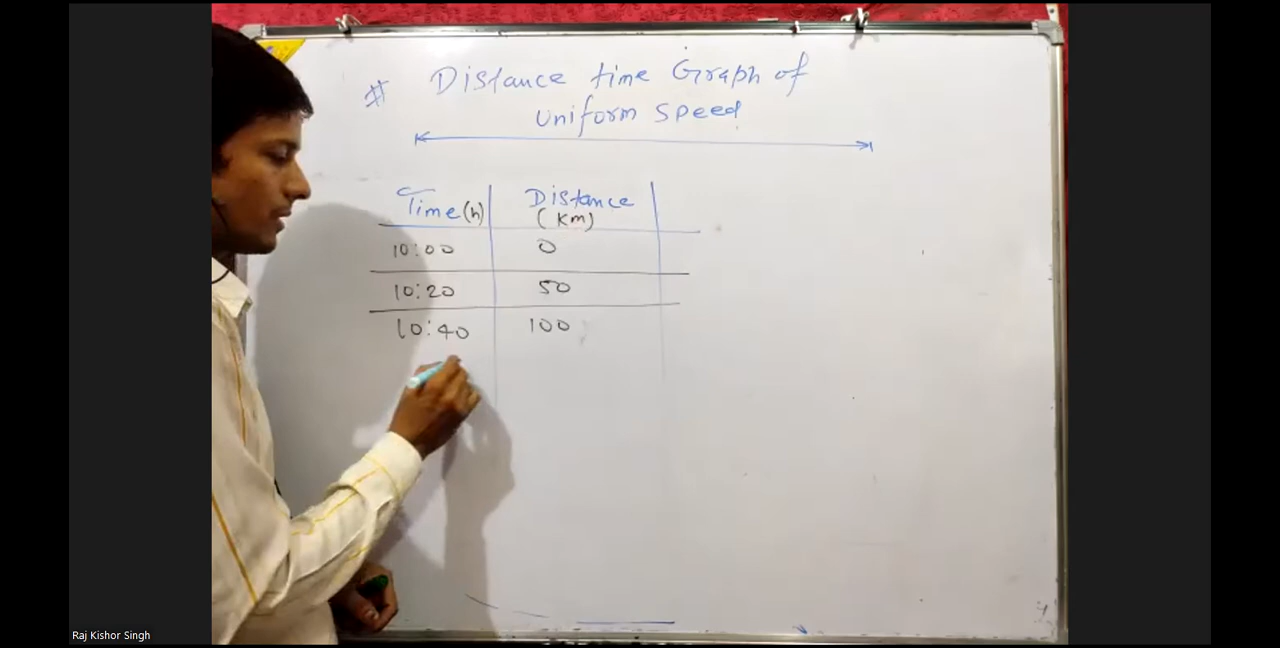 # Distance time Graph of
uniform speed
Time (h) Distance (Km)
10:00 0
10:20 50
10:40 100
Raj Kishor Singh